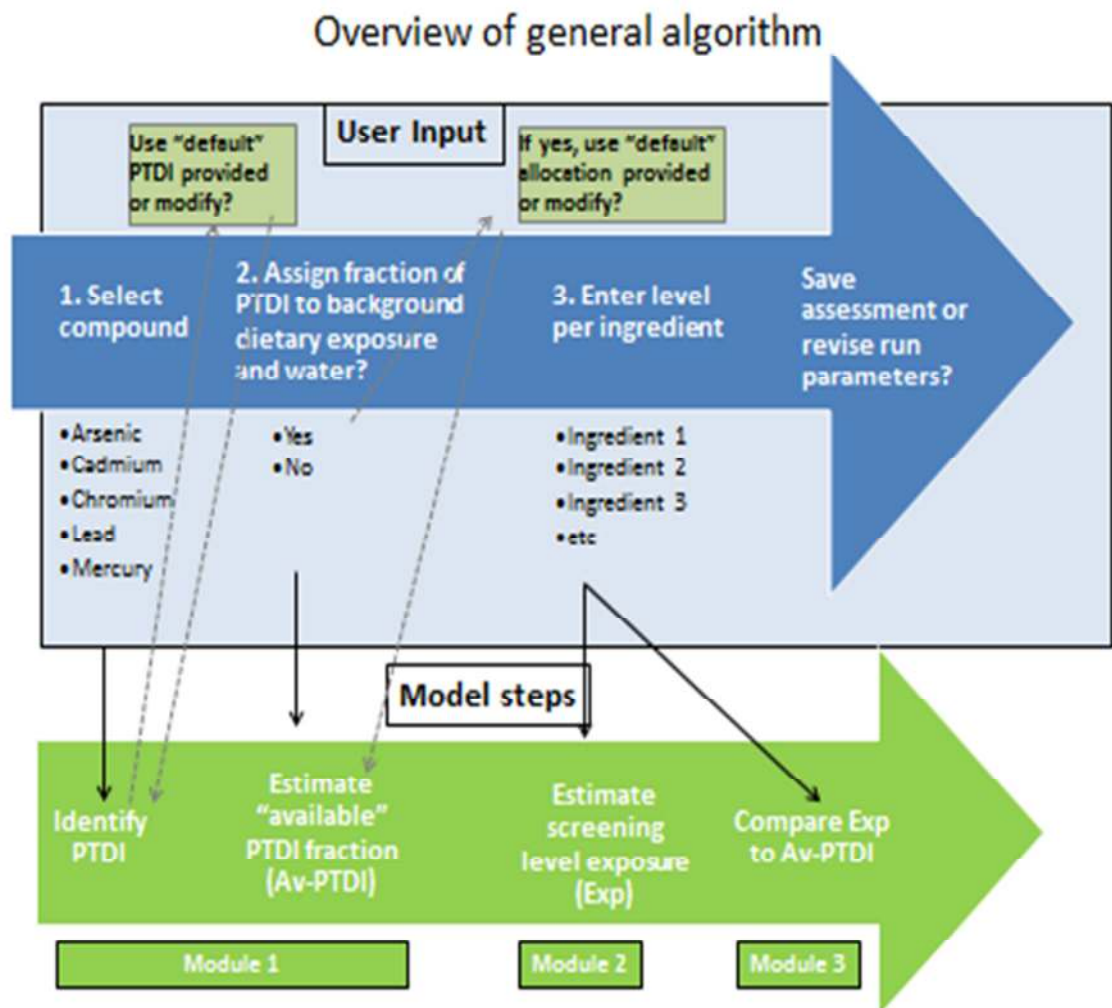 Overview of general algorithm
User Input
Use “default”
PTDI provided
or modify?
If yes, use “default”
allocation provided
or modify?
1. Select
compound
2. Assign fraction of
PTDI to background
dietary exposure
and water?
3. Enter level
per ingredient
Save
assessment or
revise run
parameters?
•Arsenic
•Cadmium
•Chromium
•Lead
•Mercury
•Yes
•No
•Ingredient 1
•Ingredient 2
•Ingredient 3
•etc
Model steps
Identify
PTDI
Estimate
“available”
PTDI fraction
(Av-PTDI)
Estimate
screening
level exposure
(Exp)
Compare Exp
to Av-PTDI
Module 1
Module 2
Module 3